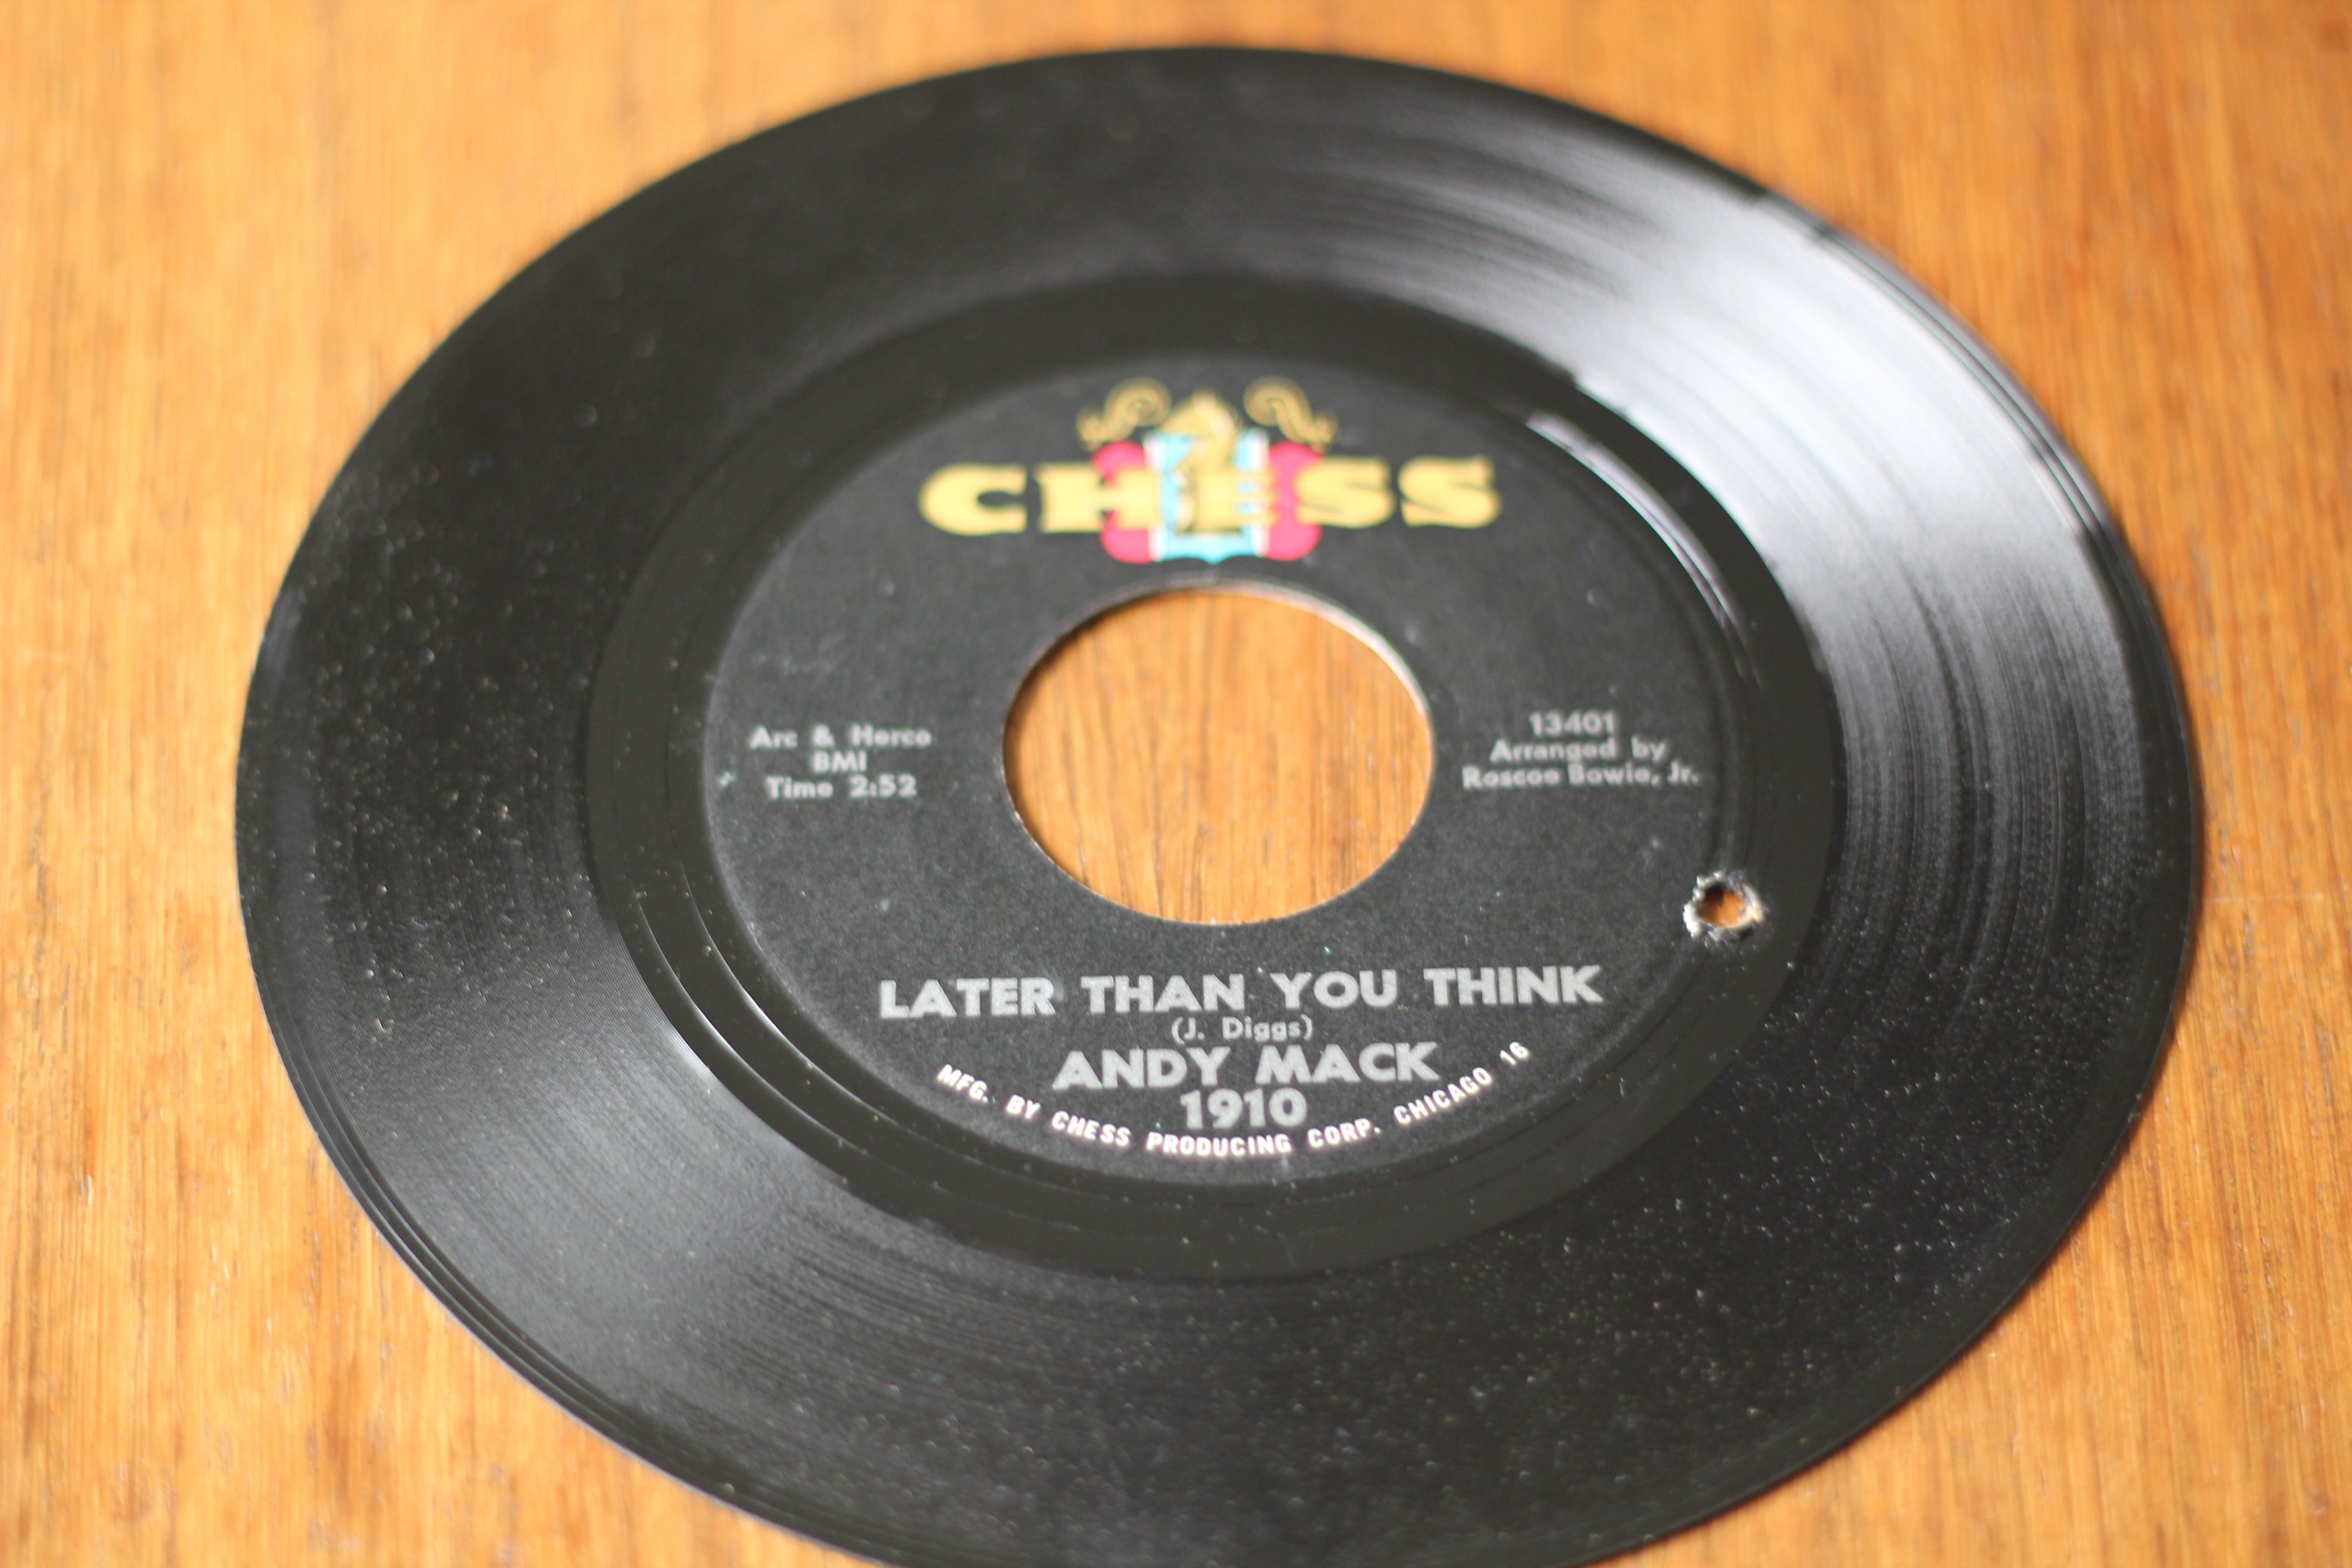 CHESS
Arc & Herco
BMI
Time 2:52
13401
Arranged by
Roscoe Bowie, Jr.
LATER THAN YOU THINK
(J. Diggs)
ANDY MACK
1910
MFG. BY CHESS PRODUCING CORP. CHICAGO 16